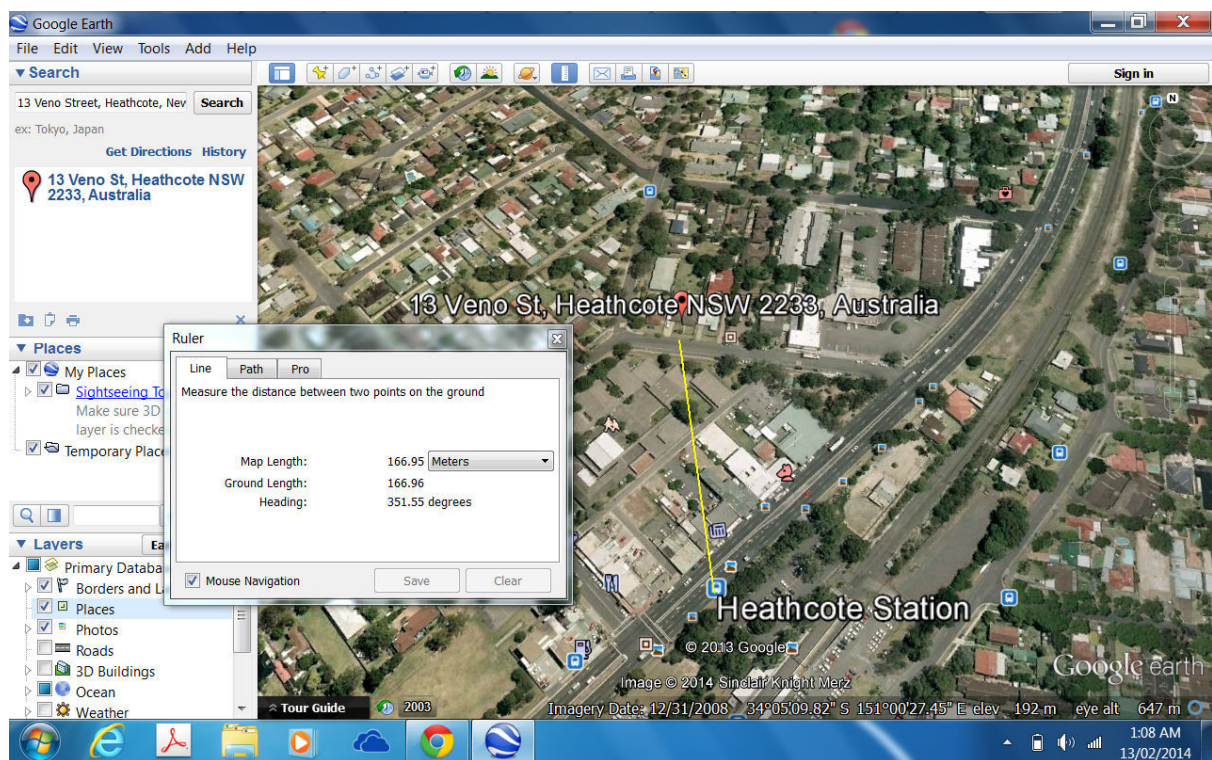 Google Earth
File Edit View Tools Add Help
▼ Search
13 Veno Street, Heathcote, Nev
Search
ex: Tokyo, Japan
Get Directions History
13 Veno St, Heathcote NSW
2233, Australia
▼ Places
My Places
Sightseeing To
Make sure 3D
layer is checke
Temporary Place
▼ Layers
Ea
Primary Databa
Borders and La
Places
Photos
Roads
3D Buildings
Ocean
Weather
Sign in
N
13 Veno St, Heathcote NSW 2233, Australia
Ruler
Line Path Pro
Measure the distance between two points on the ground
Map Length: 166.95 Meters
Ground Length: 166.96
Heading: 351.55 degrees
Mouse Navigation
Save
Clear
Heathcote Station
© 2013 Google
Image © 2014 Sinclair Knight Merz
Google earth
Tour Guide
2003
Imagery Date: 12/31/2008 34°05'09.82" S 151°00'27.45" E elev 192 m eye alt 647 m
1:08 AM
13/02/2014